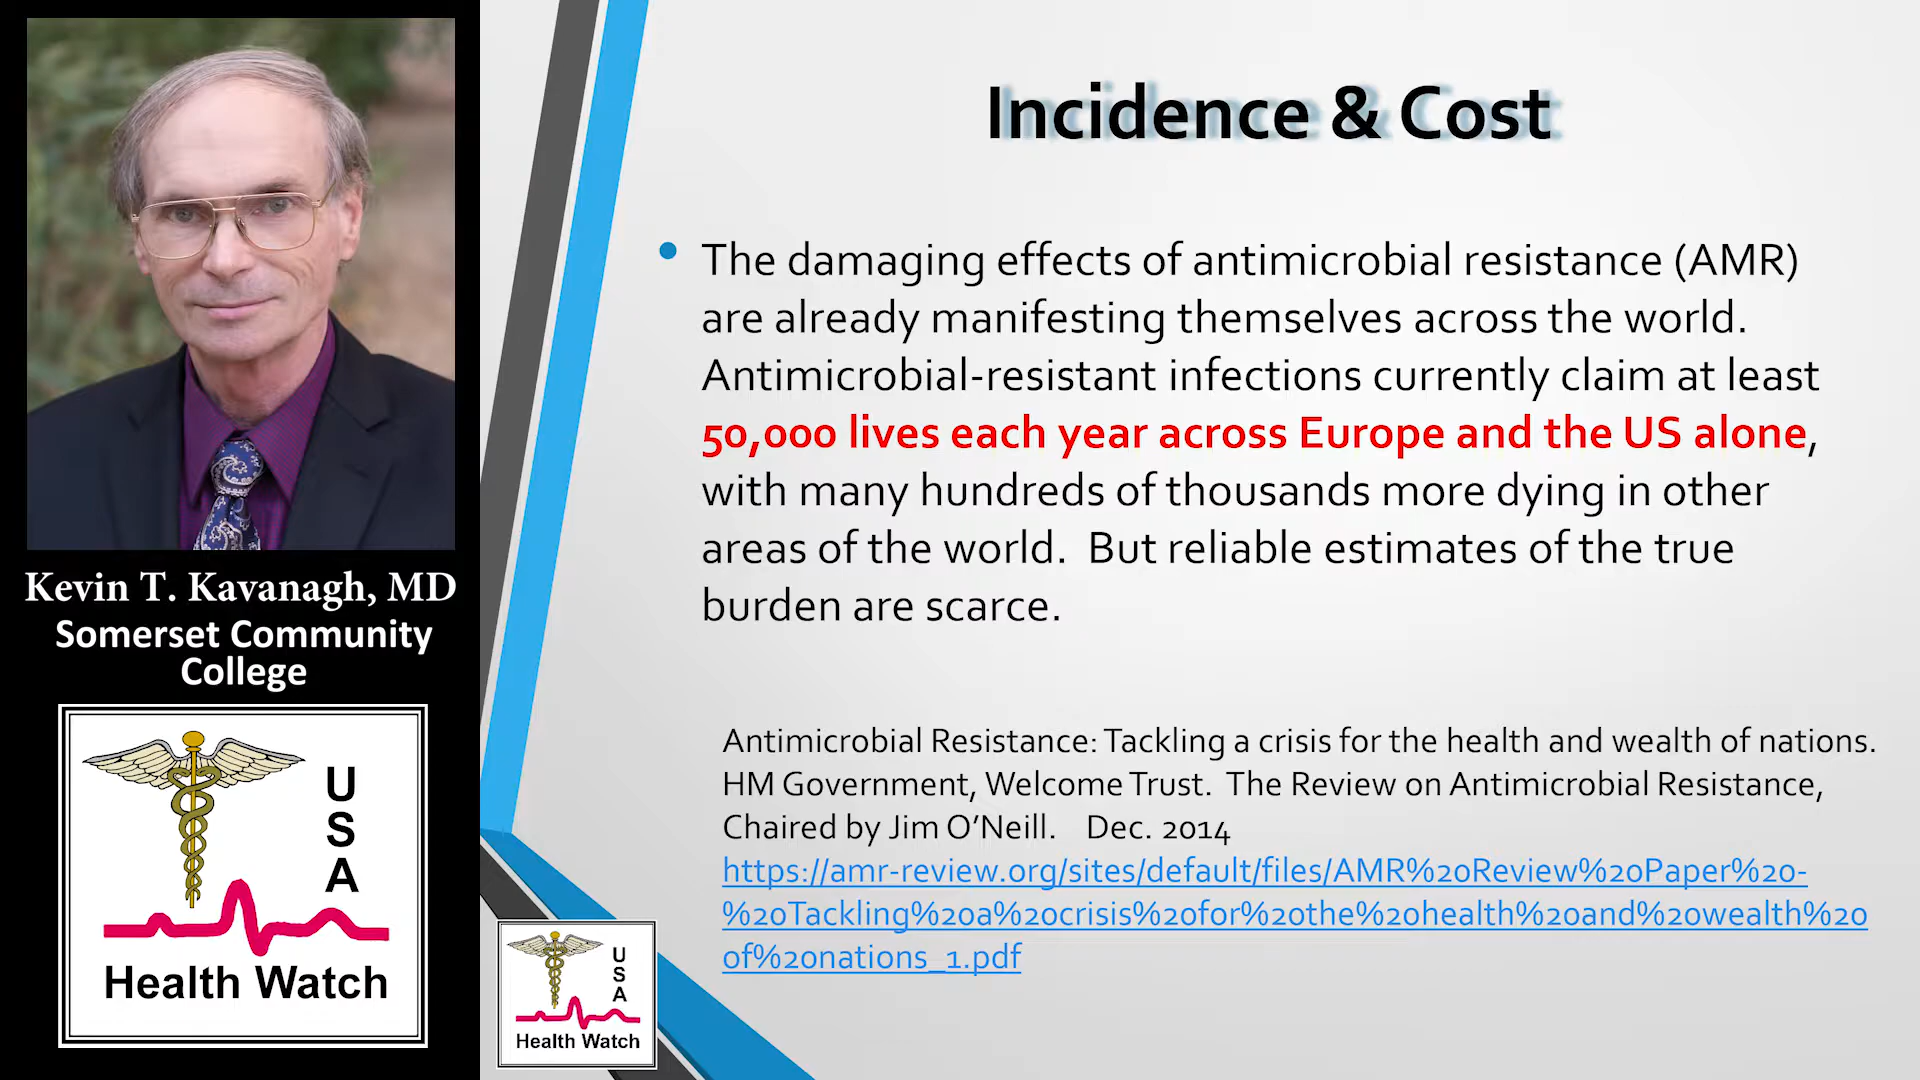 Kevin T. Kavanagh, MD
Somerset Community
College
USA
Health Watch
Incidence & Cost
• The damaging effects of antimicrobial resistance (AMR)
are already manifesting themselves across the world.
Antimicrobial-resistant infections currently claim at least
50,000 lives each year across Europe and the US alone,
with many hundreds of thousands more dying in other
areas of the world.  But reliable estimates of the true
burden are scarce.
Antimicrobial Resistance: Tackling a crisis for the health and wealth of nations.
HM Government, Welcome Trust.  The Review on Antimicrobial Resistance,
Chaired by Jim O’Neill.    Dec. 2014
https://amr-review.org/sites/default/files/AMR%20Review%20Paper%20-
%20Tackling%20a%20crisis%20for%20the%20health%20and%20wealth%20
of%20nations_1.pdf
USA
Health Watch